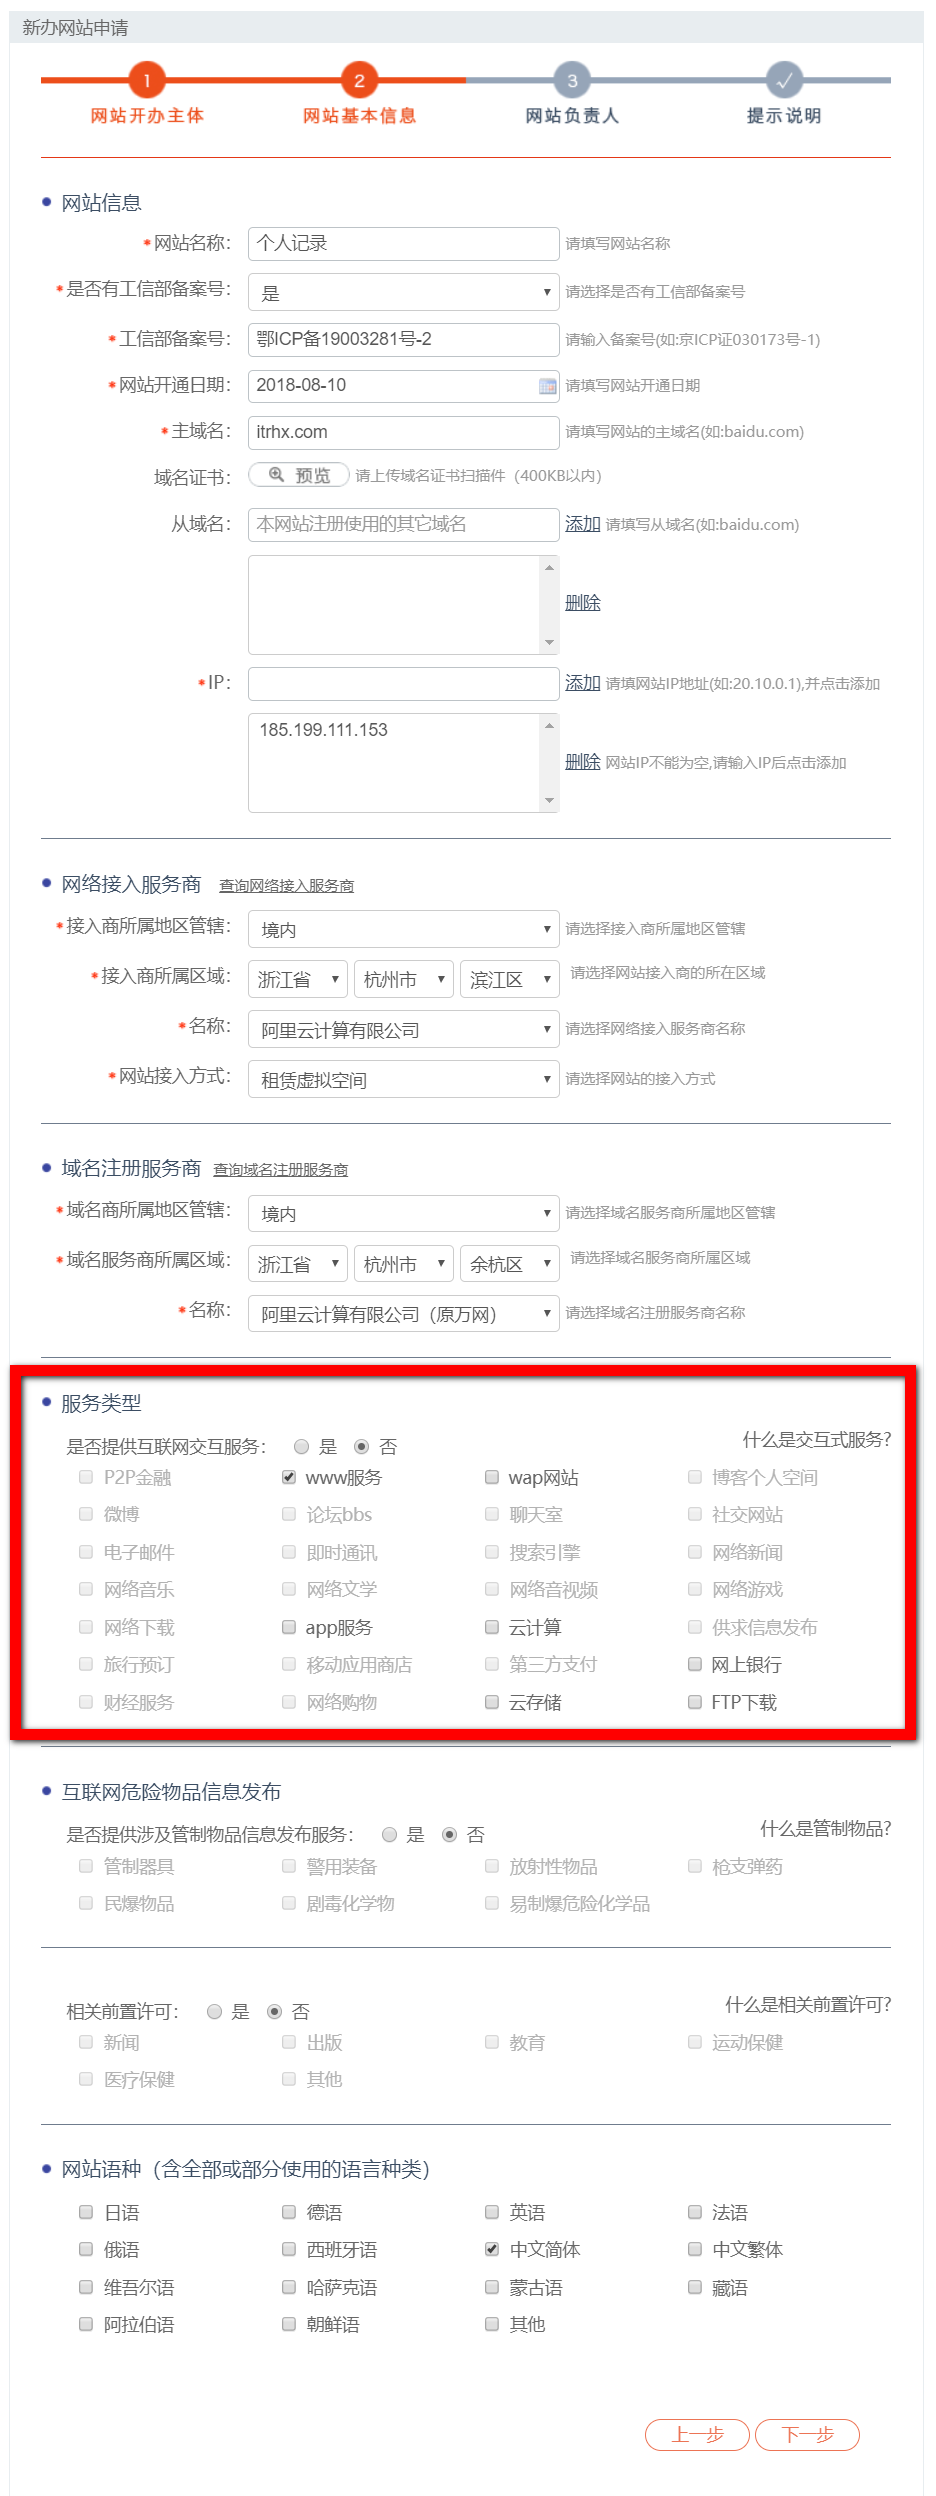 新办网站申请
1 2 3
网站开办主体 网站基本信息 网站负责人 提示说明
网站信息
*网站名称： 个人记录 请填写网站名称
*是否有工信部备案号： 是 请选择是否有工信部备案号
*工信部备案号： 鄂ICP备19003281号-2 请输入备案号(如:京ICP证030173号-1)
*网站开通日期： 2018-08-10 请填写网站开通日期
*主域名： itrhx.com 请填写网站的主域名(如:baidu.com)
域名证书： 预览 请上传域名证书扫描件（400KB以内）
从域名： 本网站注册使用的其它域名 添加 请填写从域名(如:baidu.com)
删除
*IP： 添加 请填网站IP地址(如:20.10.0.1),并点击添加
185.199.111.153
删除 网站IP不能为空,请输入IP后点击添加
网络接入服务商 查询网络接入服务商
*接入商所属地区管辖： 境内 请选择接入商所属地区管辖
*接入商所属区域： 浙江省 杭州市 滨江区 请选择网站接入商的所在区域
*名称： 阿里云计算有限公司 请选择网络接入服务商名称
*网站接入方式： 租赁虚拟空间 请选择网站的接入方式
域名注册服务商 查询域名注册服务商
*域名商所属地区管辖： 境内 请选择域名服务商所属地区管辖
*域名服务商所属区域： 浙江省 杭州市 余杭区 请选择域名服务商所属区域
*名称： 阿里云计算有限公司（原万网） 请选择域名注册服务商名称
服务类型
是否提供互联网交互服务： 是 否 什么是交互式服务?
P2P金融 www服务 wap网站 博客个人空间
微博 论坛bbs 聊天室 社交网站
电子邮件 即时通讯 搜索引擎 网络新闻
网络音乐 网络文学 网络音视频 网络游戏
网络下载 app服务 云计算 供求信息发布
旅行预订 移动应用商店 第三方支付 网上银行
财经服务 网络购物 云存储 FTP下载
互联网危险物品信息发布
是否提供涉及管制物品信息发布服务： 是 否 什么是管制物品?
管制器具 警用装备 放射性物品 枪支弹药
民爆物品 剧毒化学物 易制爆危险化学品
相关前置许可： 是 否 什么是相关前置许可?
新闻 出版 教育 运动保健
医疗保健 其他
网站语种（含全部或部分使用的语言种类）
日语 德语 英语 法语
俄语 西班牙语 中文简体 中文繁体
维吾尔语 哈萨克语 蒙古语 藏语
阿拉伯语 朝鲜语 其他
上一步 下一步